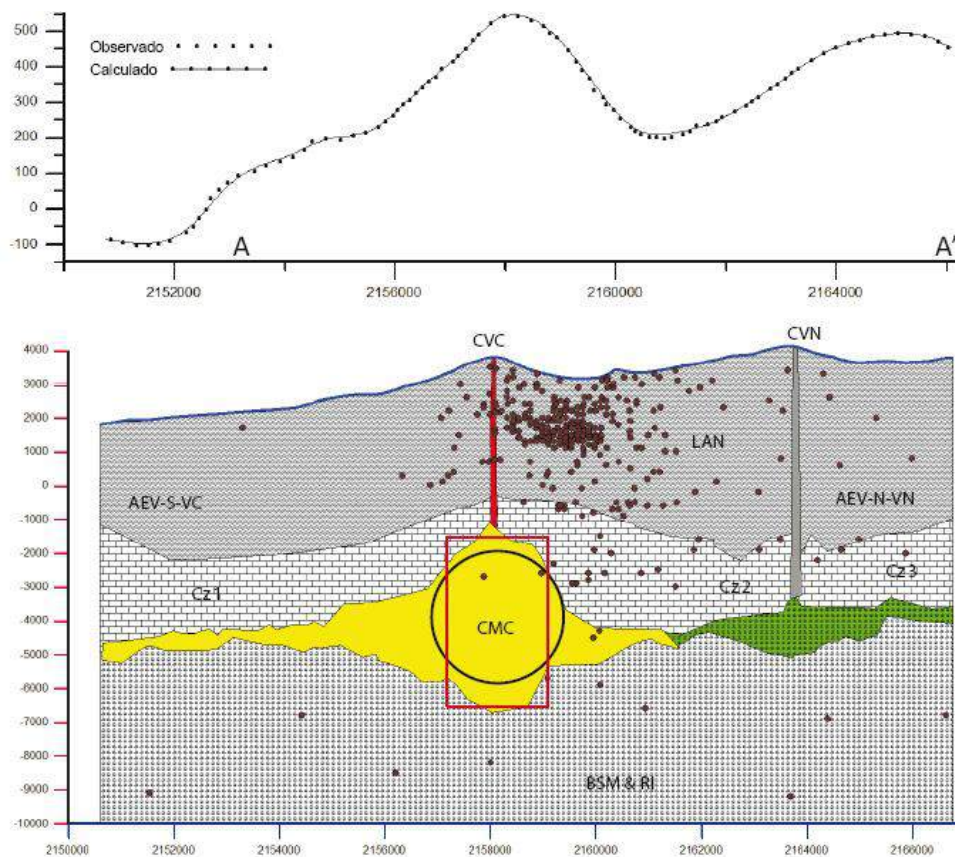 500
Observado
Calculado
400
300
200
100
0
-100
A
A'
2152000
2156000
2160000
2164000
CVC
CVN
4000
3000
2000
1000
0
-1000
-2000
-3000
-4000
-5000
-6000
-7000
-8000
-9000
-10000
LAN
AEV-S-VC
AEV-N-VN
Cz1
Cz2
Cz3
CMC
BSM & RI
2150000
2152000
2154000
2156000
2158000
2160000
2162000
2164000
2166000